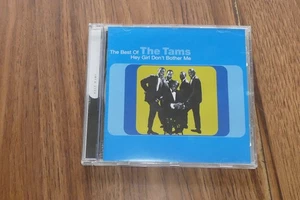 The Best Of The Tams
Hey Girl Don't Bother Me